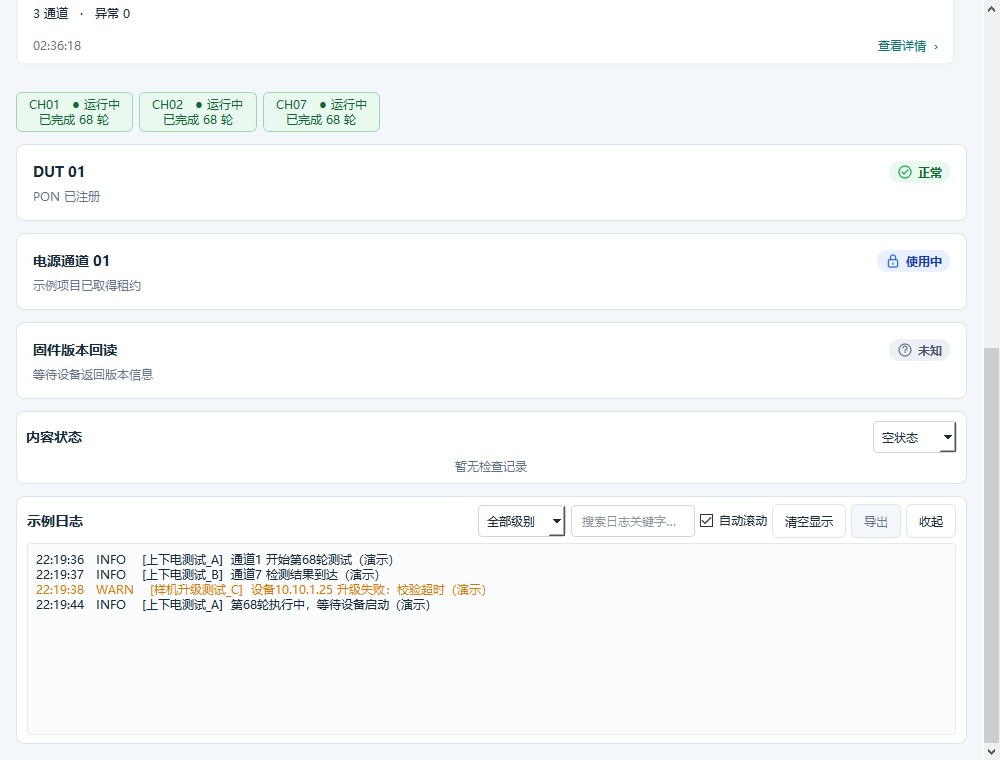 3 通道 · 异常 0
02:36:18 查看详情 ›
CH01 ● 运行中
已完成 68 轮
CH02 ● 运行中
已完成 68 轮
CH07 ● 运行中
已完成 68 轮
DUT 01 正常
PON 已注册
电源通道 01 使用中
示例项目已取得租约
固件版本回读 未知
等待设备返回版本信息
内容状态 空状态
暂无检查记录
示例日志 全部级别 搜索日志关键字... 自动滚动 清空显示 导出 收起
22:19:36 INFO [上下电测试_A] 通道1 开始第68轮测试（演示）
22:19:37 INFO [上下电测试_B] 通道7 检测结果到达（演示）
22:19:38 WARN [样机升级测试_C] 设备10.10.1.25 升级失败：校验超时（演示）
22:19:44 INFO [上下电测试_A] 第68轮执行中，等待设备启动（演示）